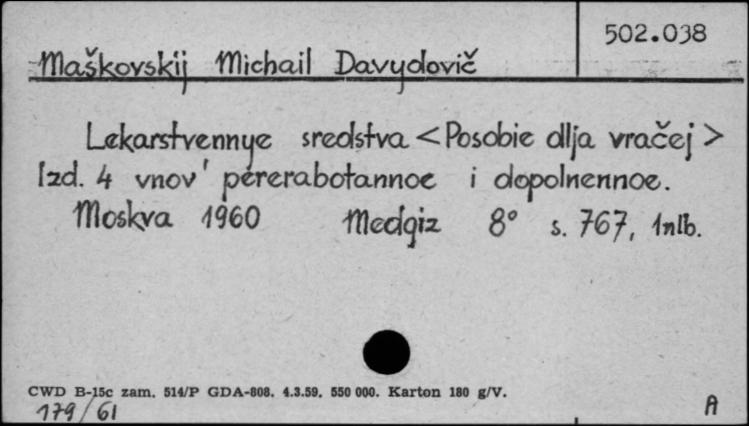 502.038
Maškovskij Michail Davydovič
Lekarstvennye sredstva <Posobie dlja vračej>
Izd. 4 vnov' pererabotannoe i dopolnennoe.
Moskva 1960 Medgiz 8° s. 767, 1nlb.
CWD B-15c zam. 514/P GDA-808. 4.3.59. 550 000. Karton 180 g/V.
179/61
A